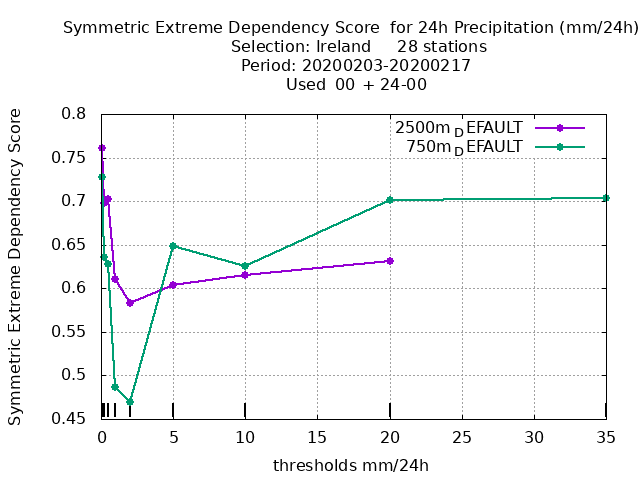 Symmetric Extreme Dependency Score  for 24h Precipitation (mm/24h)
Selection: Ireland     28 stations
Period: 20200203-20200217
Used  00 + 24-00
2500m_DEFAULT
750m_DEFAULT
Symmetric Extreme Dependency Score
0.8
0.75
0.7
0.65
0.6
0.55
0.5
0.45
0 5 10 15 20 25 30 35
thresholds mm/24h